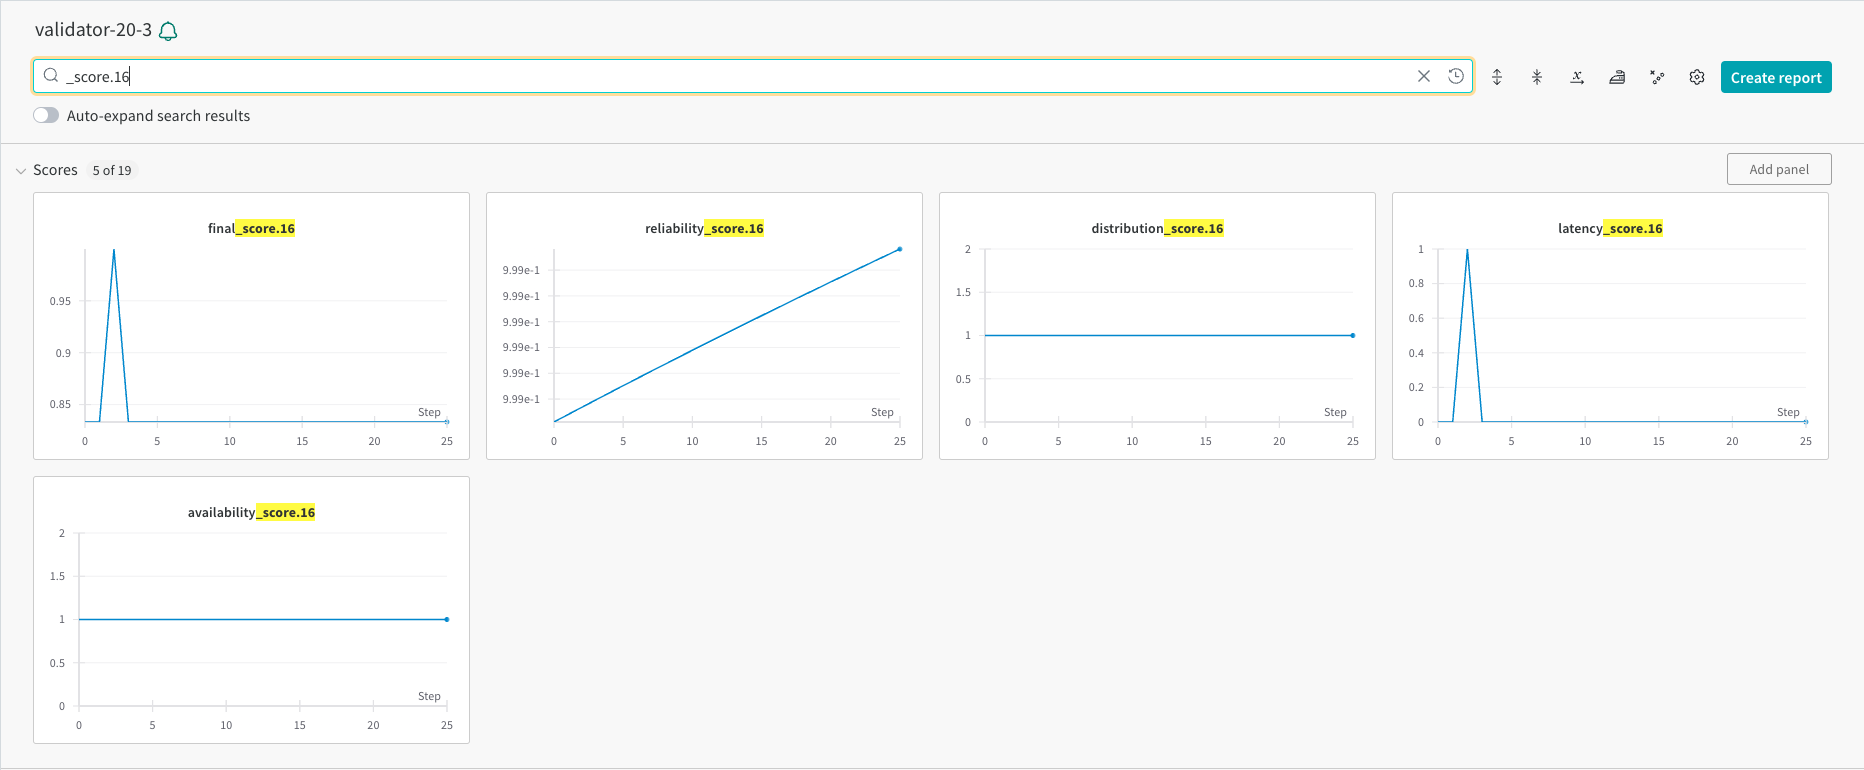 validator-20-3
_score.16
Create report
Auto-expand search results
Scores 5 of 19
Add panel
final_score.16
0.95
0.9
0.85
Step
0 5 10 15 20 25
reliability_score.16
9.99e-1
9.99e-1
9.99e-1
9.99e-1
9.99e-1
9.99e-1
Step
0 5 10 15 20 25
distribution_score.16
2
1.5
1
0.5
0
Step
0 5 10 15 20 25
latency_score.16
1
0.8
0.6
0.4
0.2
0
Step
0 5 10 15 20 25
availability_score.16
2
1.5
1
0.5
0
Step
0 5 10 15 20 25